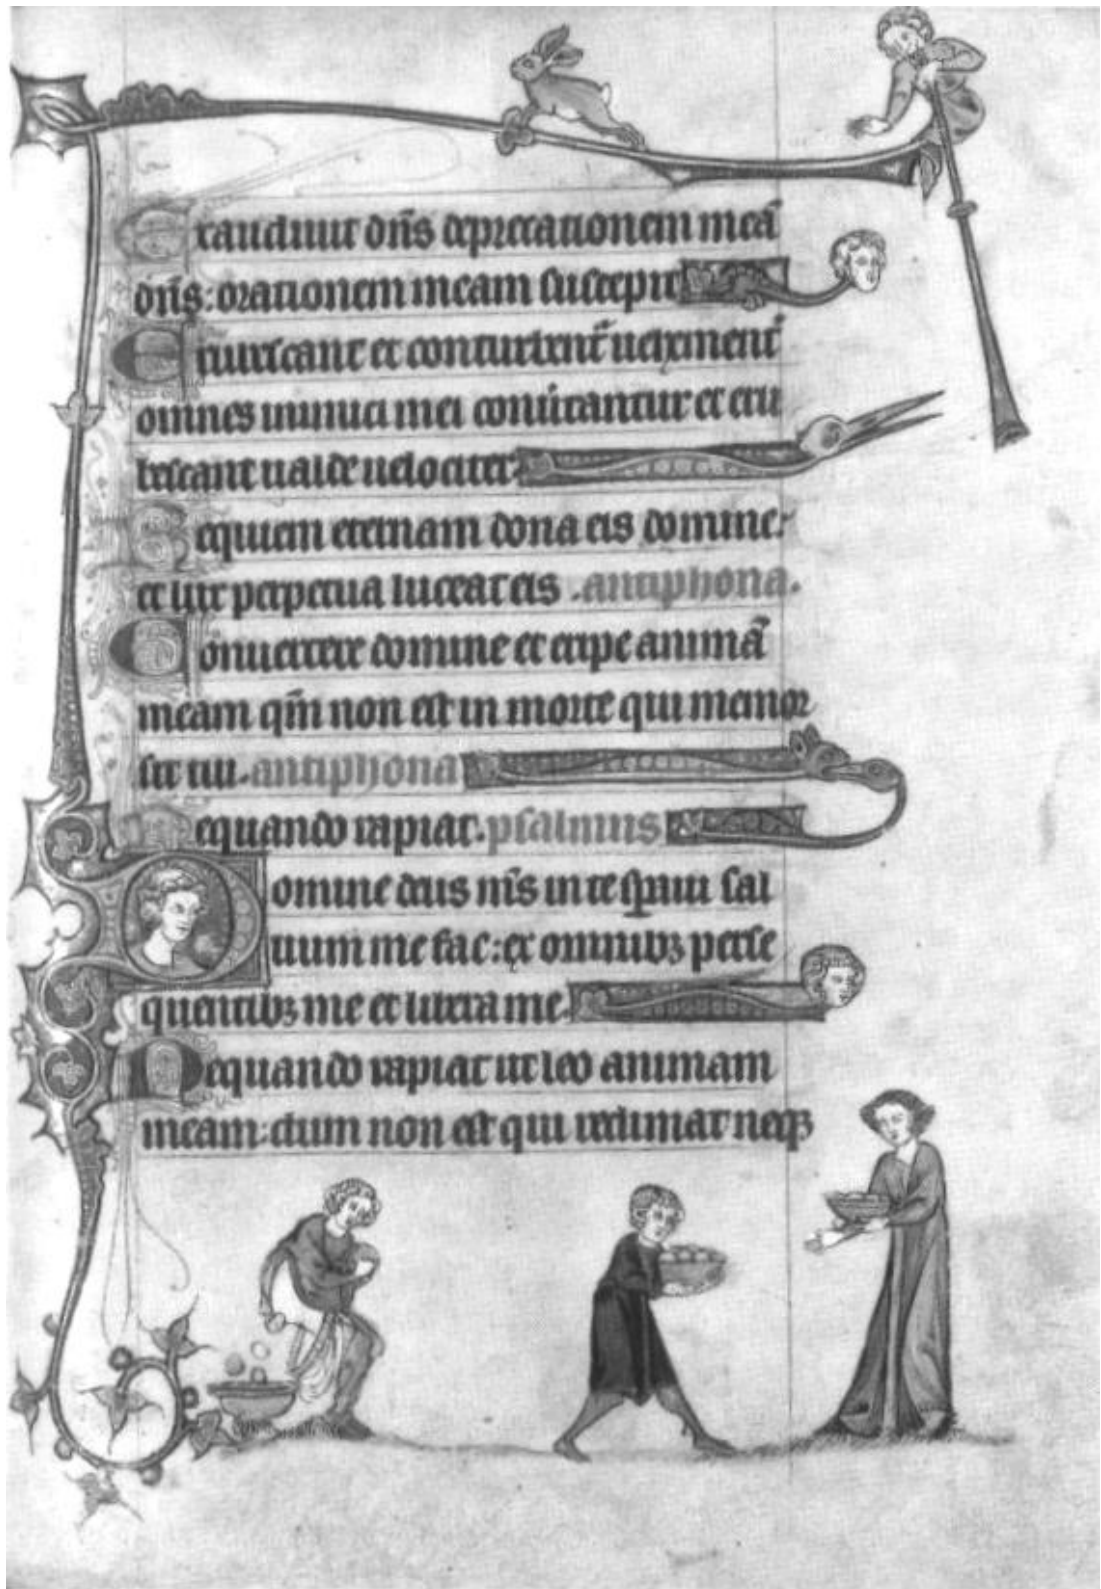 Exaudiuit dn̄s deprecationem meā
dn̄s: orationem meam suscepit
Erubescant et conturbent᷑ uehement᷑
omnes inimici mei conũtantur et eru
bescant ualde uelociter.
Requiem eternam dona eis domine:
et lux perpetua luceat eis .antiphona.
Conuertere domine et eripe animā
meam qm̄ non est in morte qui memor
sit tui. antiphona
Nequando rapiat. psalmus
Domine deus m̄s in te speraui sal
uum me fac: ex omnibꝫ perse
quentibꝫ me et libera me.
Nequando rapiat ut leo animam
meam: dum non est qui redimat neqꝫ